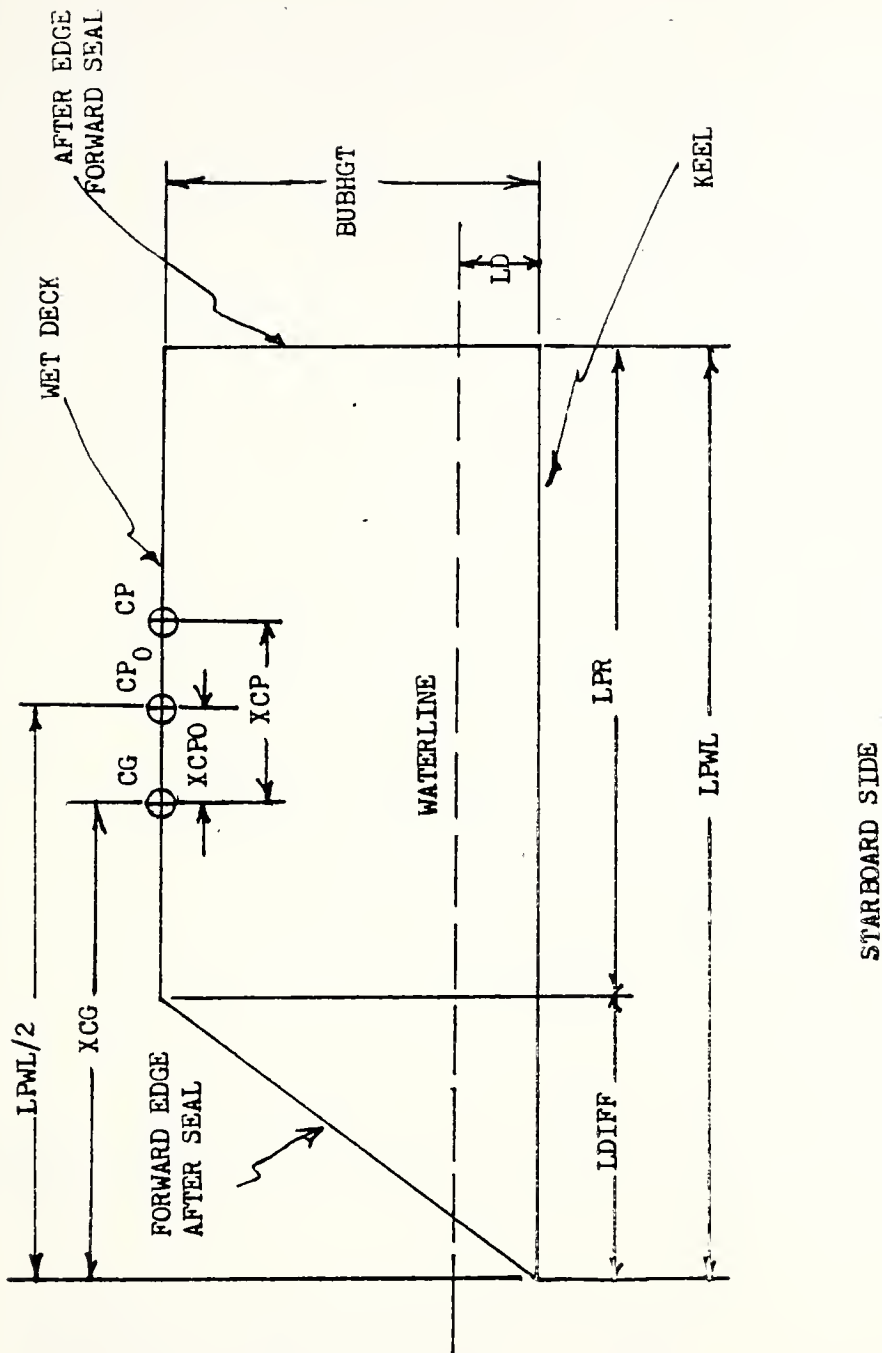 AFTER EDGE
FORWARD SEAL
WET DECK
BUBHGT
LD
KEEL
CP
CP0
CG
XCP
XCPO
LPWL/2
XCG
WATERLINE
FORWARD EDGE
AFTER SEAL
LPR
LDIFF
LPWL
STARBOARD SIDE